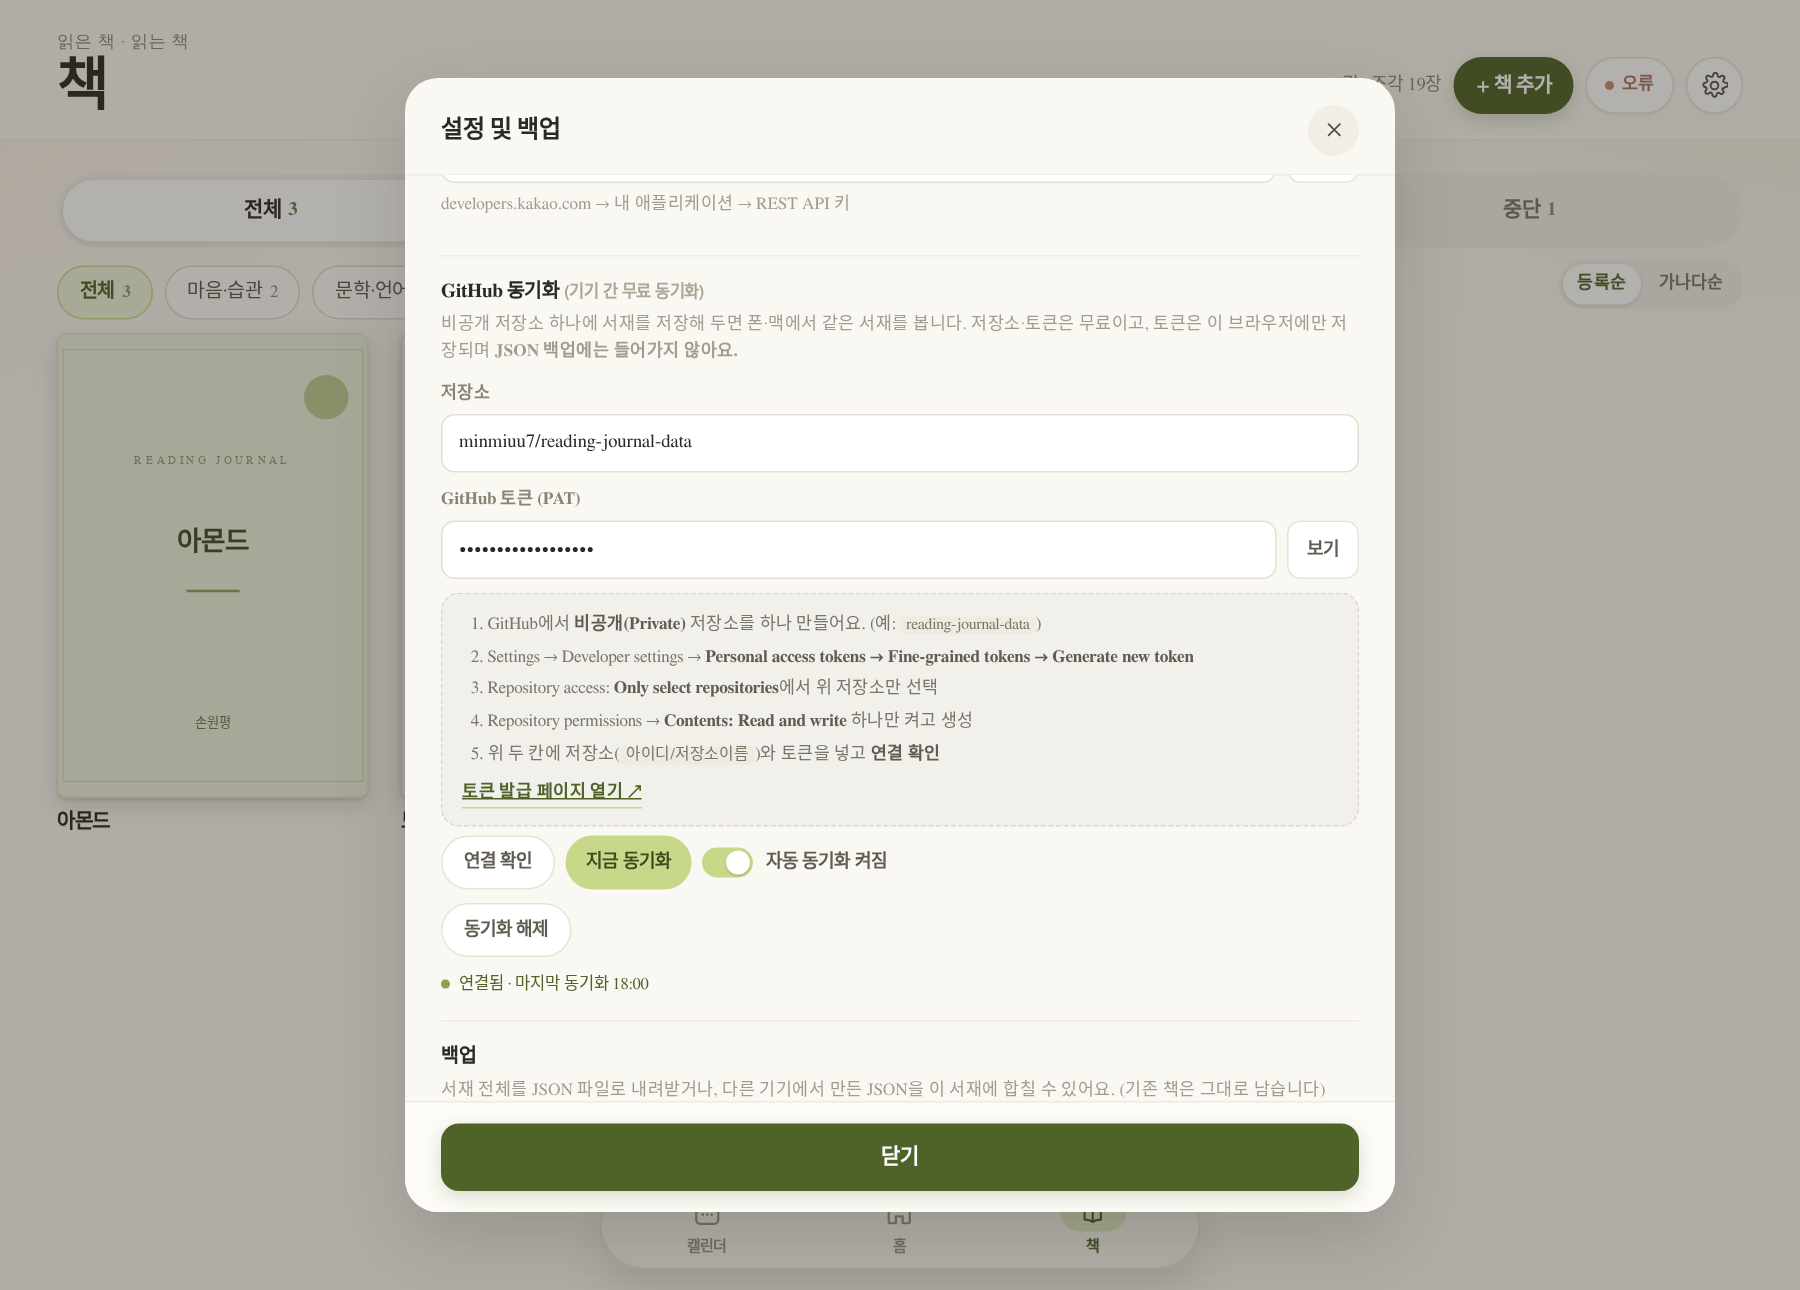 읽은 책 · 읽는 책
책
조각 19장
+ 책 추가
오류
전체 3
중단 1
전체 3
마음·습관 2
문학·언어
등록순
가나다순
READING JOURNAL
아몬드
손원평
아몬드
설정 및 백업
developers.kakao.com → 내 애플리케이션 → REST API 키
GitHub 동기화 (기기 간 무료 동기화)
비공개 저장소 하나에 서재를 저장해 두면 폰·맥에서 같은 서재를 봅니다. 저장소·토큰은 무료이고, 토큰은 이 브라우저에만 저
장되며 JSON 백업에는 들어가지 않아요.
저장소
minmiuu7/reading-journal-data
GitHub 토큰 (PAT)
••••••••••••••••••
보기
1. GitHub에서 비공개(Private) 저장소를 하나 만들어요. (예: reading-journal-data )
2. Settings → Developer settings → Personal access tokens → Fine-grained tokens → Generate new token
3. Repository access: Only select repositories에서 위 저장소만 선택
4. Repository permissions → Contents: Read and write 하나만 켜고 생성
5. 위 두 칸에 저장소( 아이디/저장소이름 )와 토큰을 넣고 연결 확인
토큰 발급 페이지 열기 ↗
연결 확인
지금 동기화
자동 동기화 켜짐
동기화 해제
연결됨 · 마지막 동기화 18:00
백업
서재 전체를 JSON 파일로 내려받거나, 다른 기기에서 만든 JSON을 이 서재에 합칠 수 있어요. (기존 책은 그대로 남습니다)
닫기
캘린더
홈
책